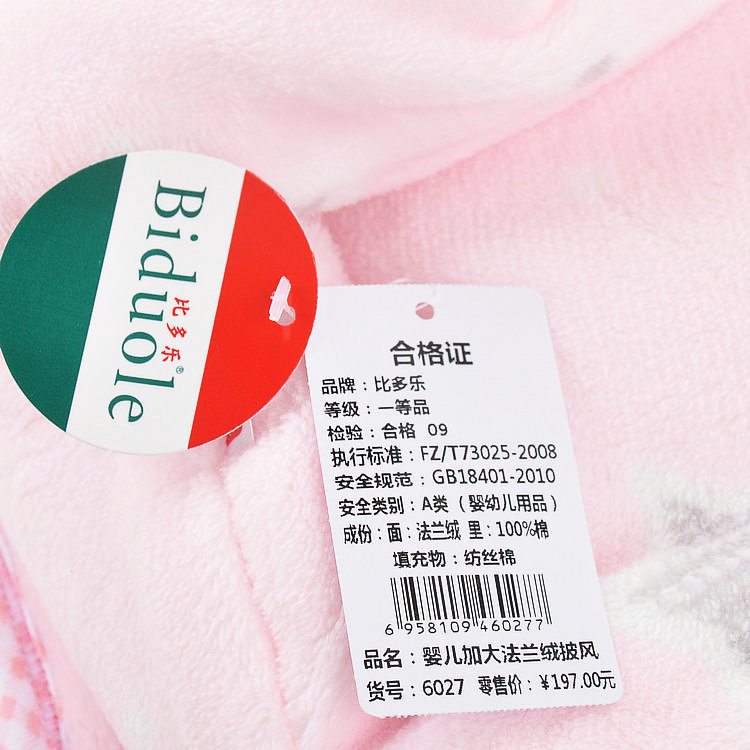 Biduole
比多乐®
合格证
品牌：比多乐
等级：一等品
检验：合格 09
执行标准：FZ/T73025-2008
安全规范：GB18401-2010
安全类别：A类（婴幼儿用品）
成份：面：法兰绒 里：100%棉
填充物：纺丝棉
6 958109 460277
品名：婴儿加大法兰绒披风
货号：6027 零售价：¥197.00元